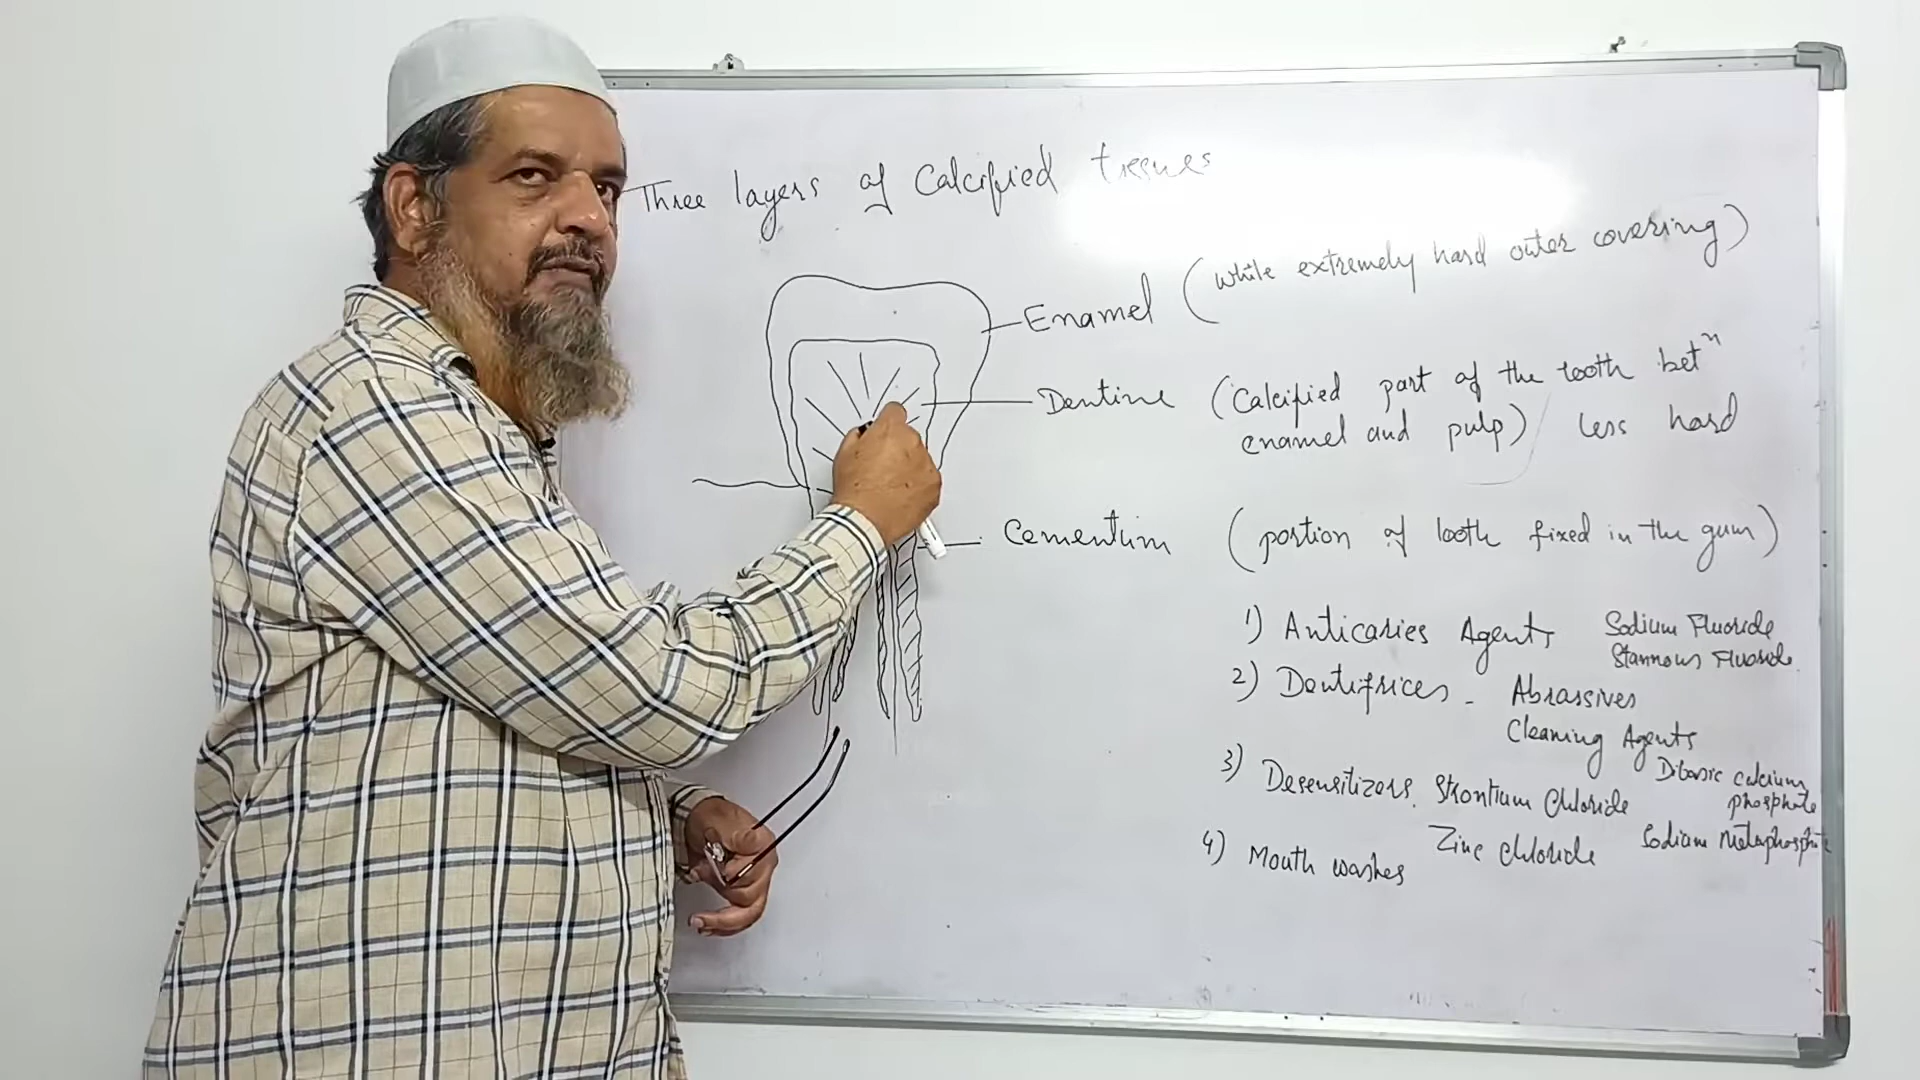 Three layers of Calcified tissues
Enamel (white extremely hard outer covering)
Dentine (Calcified part of the tooth betⁿ
enamel and pulp) less hard
Cementum (portion of tooth fixed in the gum)
1) Anticaries Agents Sodium Fluoride
Stannous Fluoride
2) Dentifrices - Abrassives
Cleaning Agents
Dibasic calcium
phosphate
3) Desensitizers. Strontium Chloride
Zinc Chloride Sodium Metaphosphate
4) Mouth washes